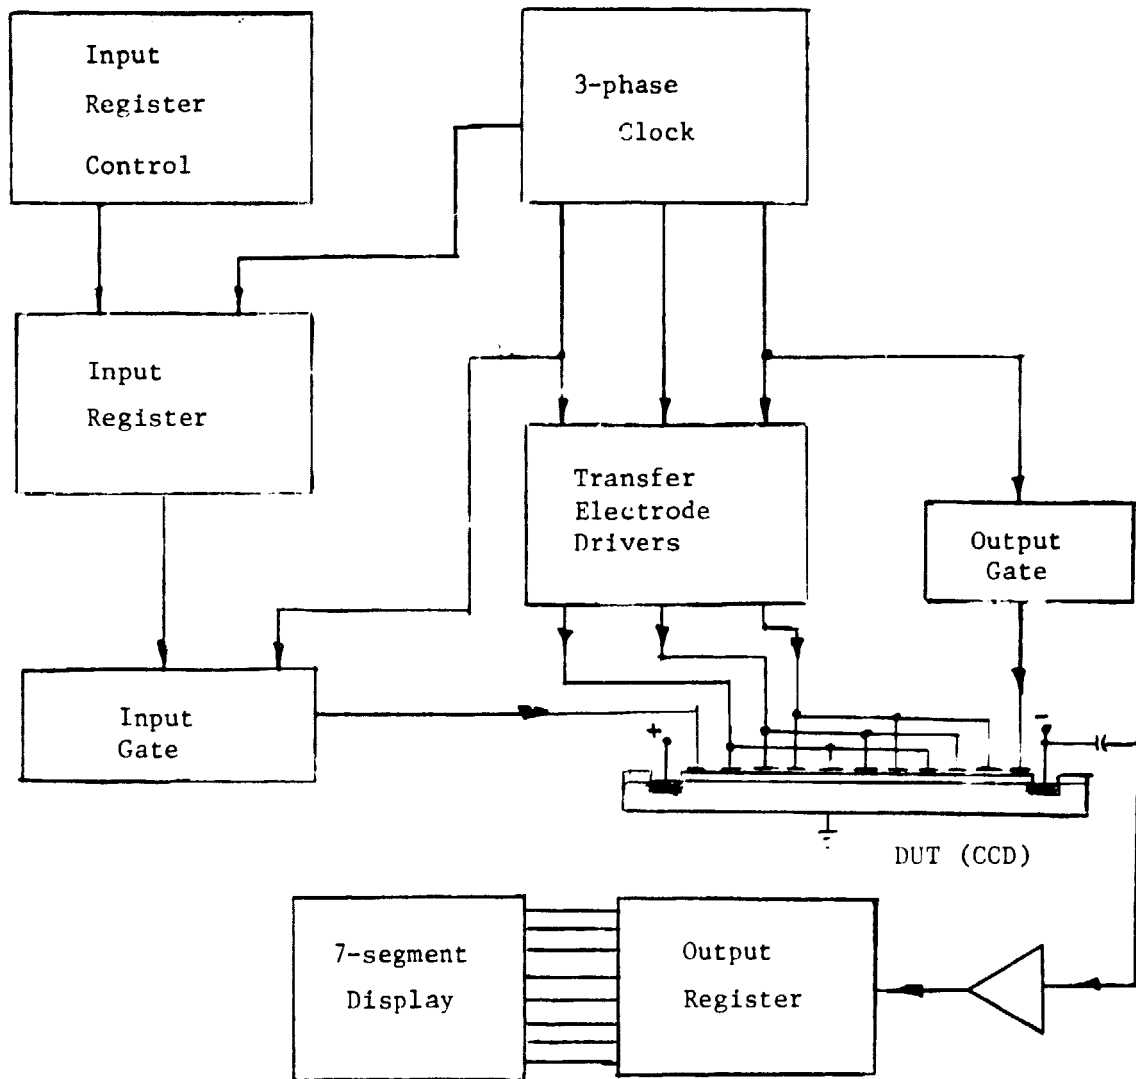 Input
Register
Control
3-phase
Clock
Input
Register
Transfer
Electrode
Drivers
Output
Gate
Input
Gate
+
-
DUT (CCD)
7-segment
Display
Output
Register